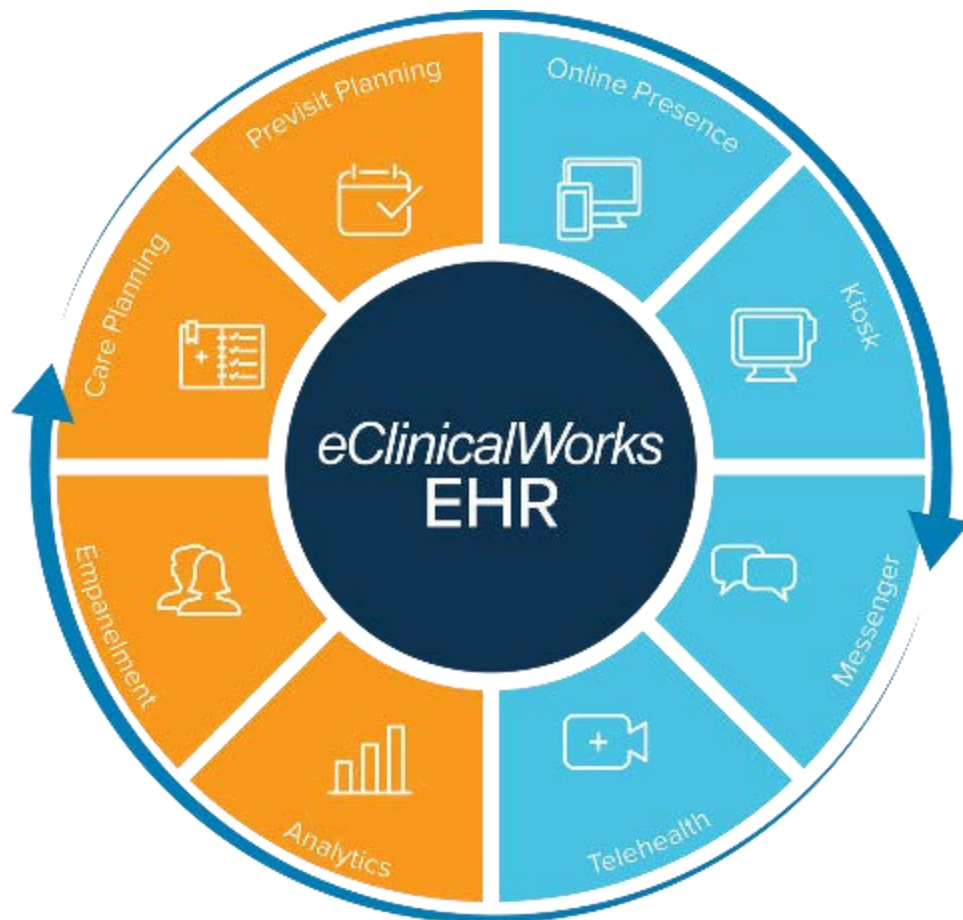 Previsit Planning
Online Presence
Care Planning
Kiosk
eClinicalWorks
EHR
Empanelment
Messenger
Analytics
Telehealth